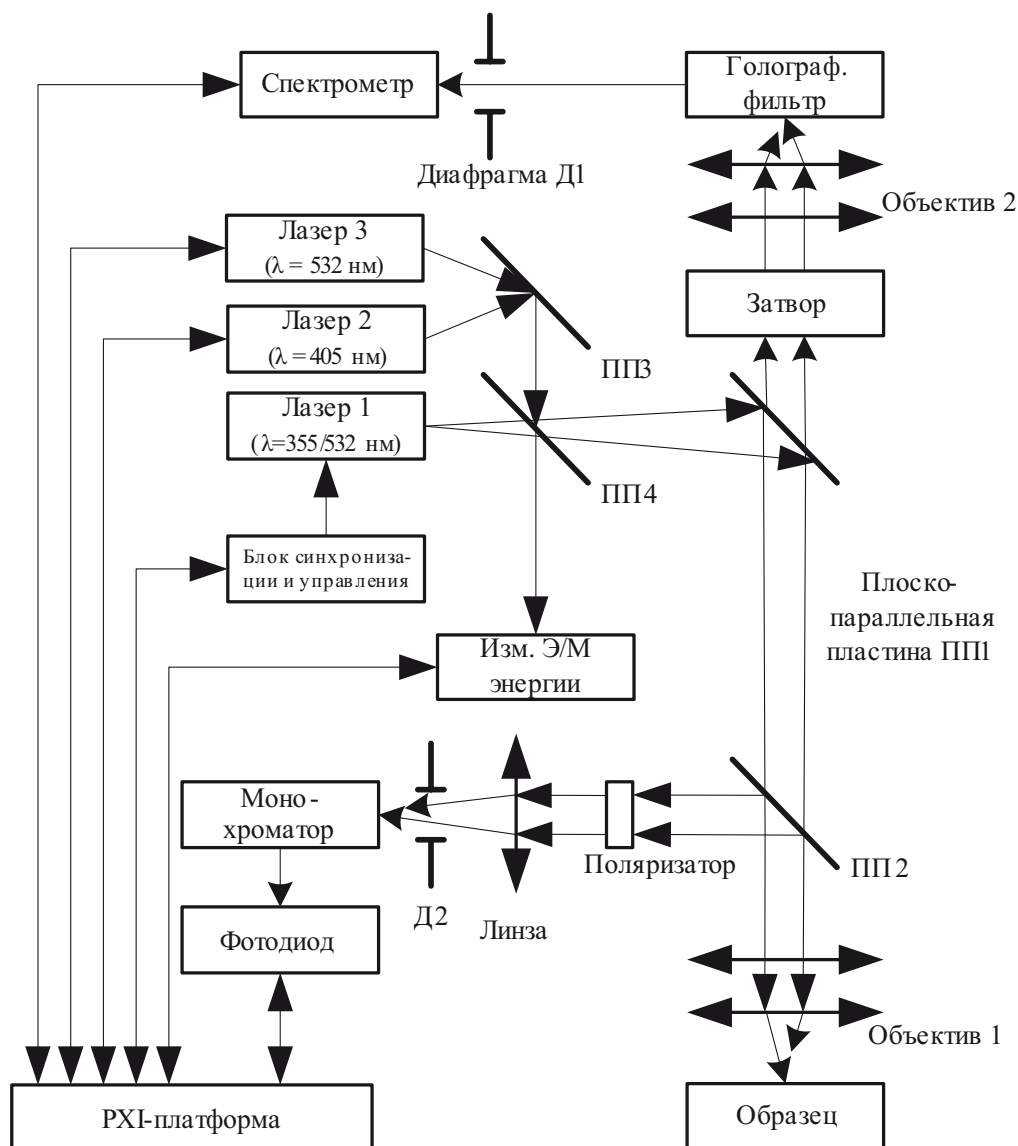 Спектрометр
Голограф.
фильтр
Диафрагма Д1
Объектив 2
Лазер 3
(λ = 532 нм)
Затвор
Лазер 2
(λ = 405 нм)
ПП3
Лазер 1
(λ=355/532 нм)
ПП4
Блок синхрониза-
ции и управления
Плоско-
параллельная
пластина ПП1
Изм. Э/М
энергии
Моно-
хроматор
Поляризатор
ПП2
Д2
Линза
Фотодиод
Объектив 1
PXI-платформа
Образец